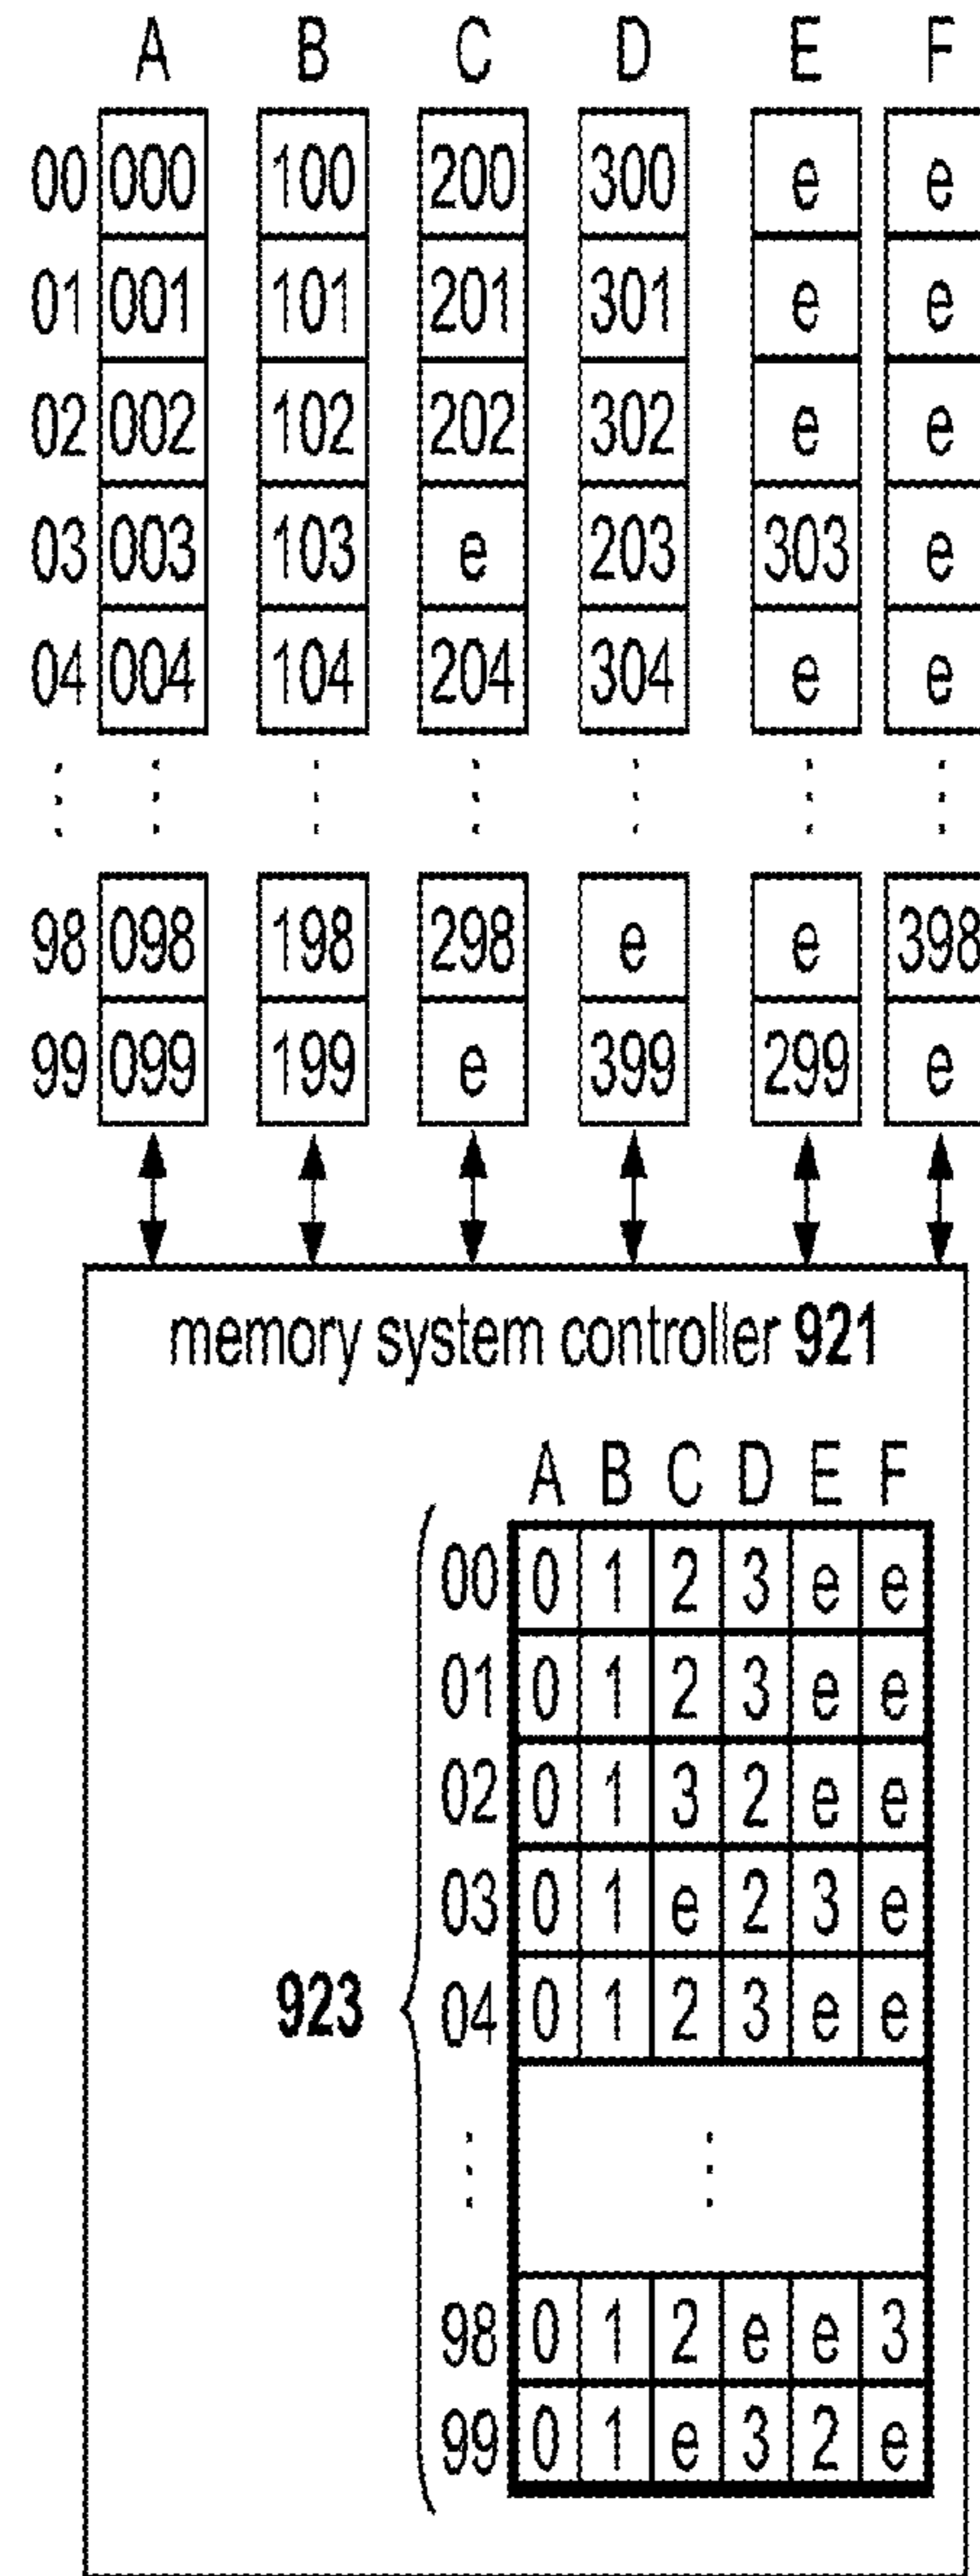 A B C D E F
00 000 100 200 300 e e
01 001 101 201 301 e e
02 002 102 202 302 e e
03 003 103 e 203 303 e
04 004 104 204 304 e e
98 098 198 298 e e 398
99 099 199 e 399 299 e
memory system controller 921
A B C D E F
00 0 1 2 3 e e
01 0 1 2 3 e e
02 0 1 3 2 e e
03 0 1 e 2 3 e
923 04 0 1 2 3 e e
98 0 1 2 e e 3
99 0 1 e 3 2 e